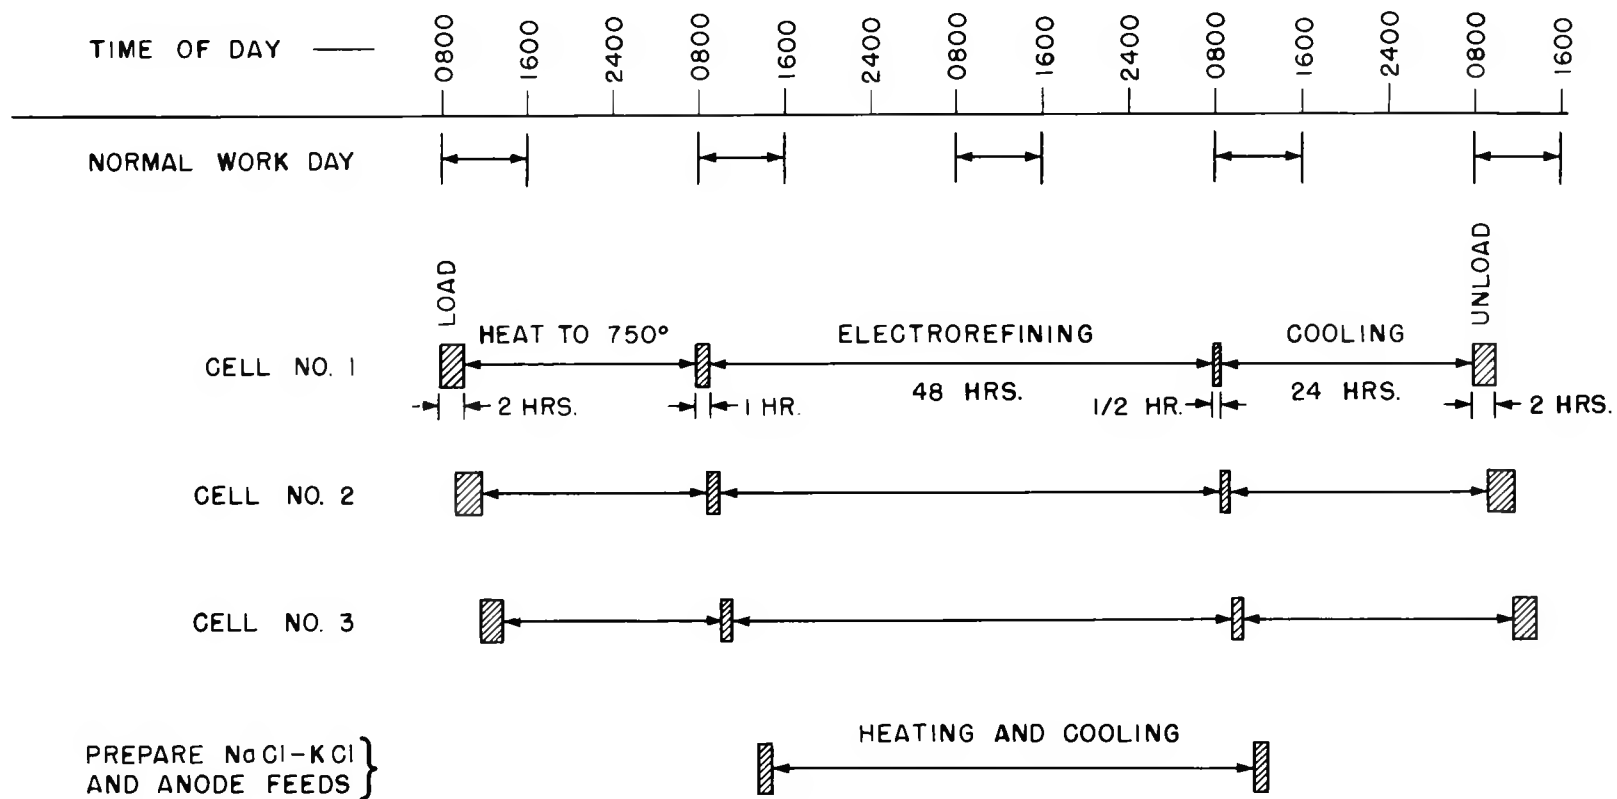 TIME OF DAY
0800 1600 2400 0800 1600 2400 0800 1600 2400 0800 1600 2400 0800 1600
NORMAL WORK DAY
LOAD
UNLOAD
HEAT TO 750° ELECTROREFINING COOLING
CELL NO. 1
48 HRS. 24 HRS.
2 HRS. 1 HR. 1/2 HR. 2 HRS.
CELL NO. 2
CELL NO. 3
HEATING AND COOLING
PREPARE NaCl-KCl
AND ANODE FEEDS